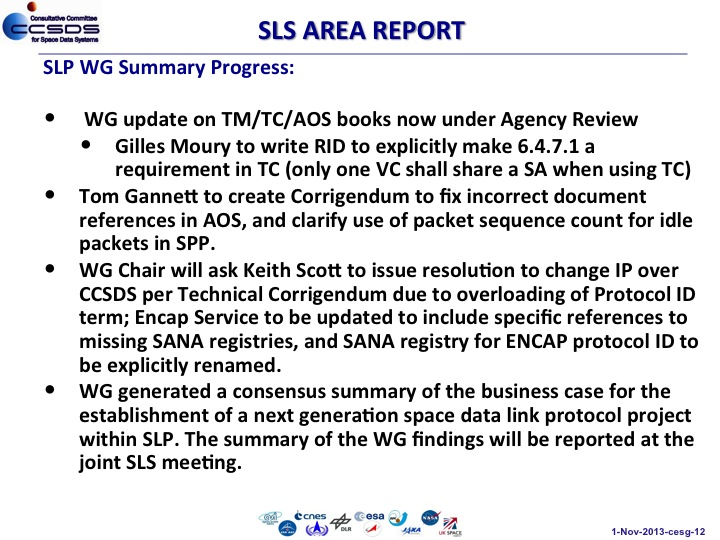 Consultative Committee
CCSDS
for Space Data Systems
SLS AREA REPORT
SLP WG Summary Progress:
• WG update on TM/TC/AOS books now under Agency Review
• Gilles Moury to write RID to explicitly make 6.4.7.1 a
requirement in TC (only one VC shall share a SA when using TC)
• Tom Gannett to create Corrigendum to fix incorrect document
references in AOS, and clarify use of packet sequence count for idle
packets in SPP.
• WG Chair will ask Keith Scott to issue resolution to change IP over
CCSDS per Technical Corrigendum due to overloading of Protocol ID
term; Encap Service to be updated to include specific references to
missing SANA registries, and SANA registry for ENCAP protocol ID to
be explicitly renamed.
• WG generated a consensus summary of the business case for the
establishment of a next generation space data link protocol project
within SLP. The summary of the WG findings will be reported at the
joint SLS meeting.
cnes
DLR
esa
JAXA
NASA
UK SPACE
1-Nov-2013-cesg-12